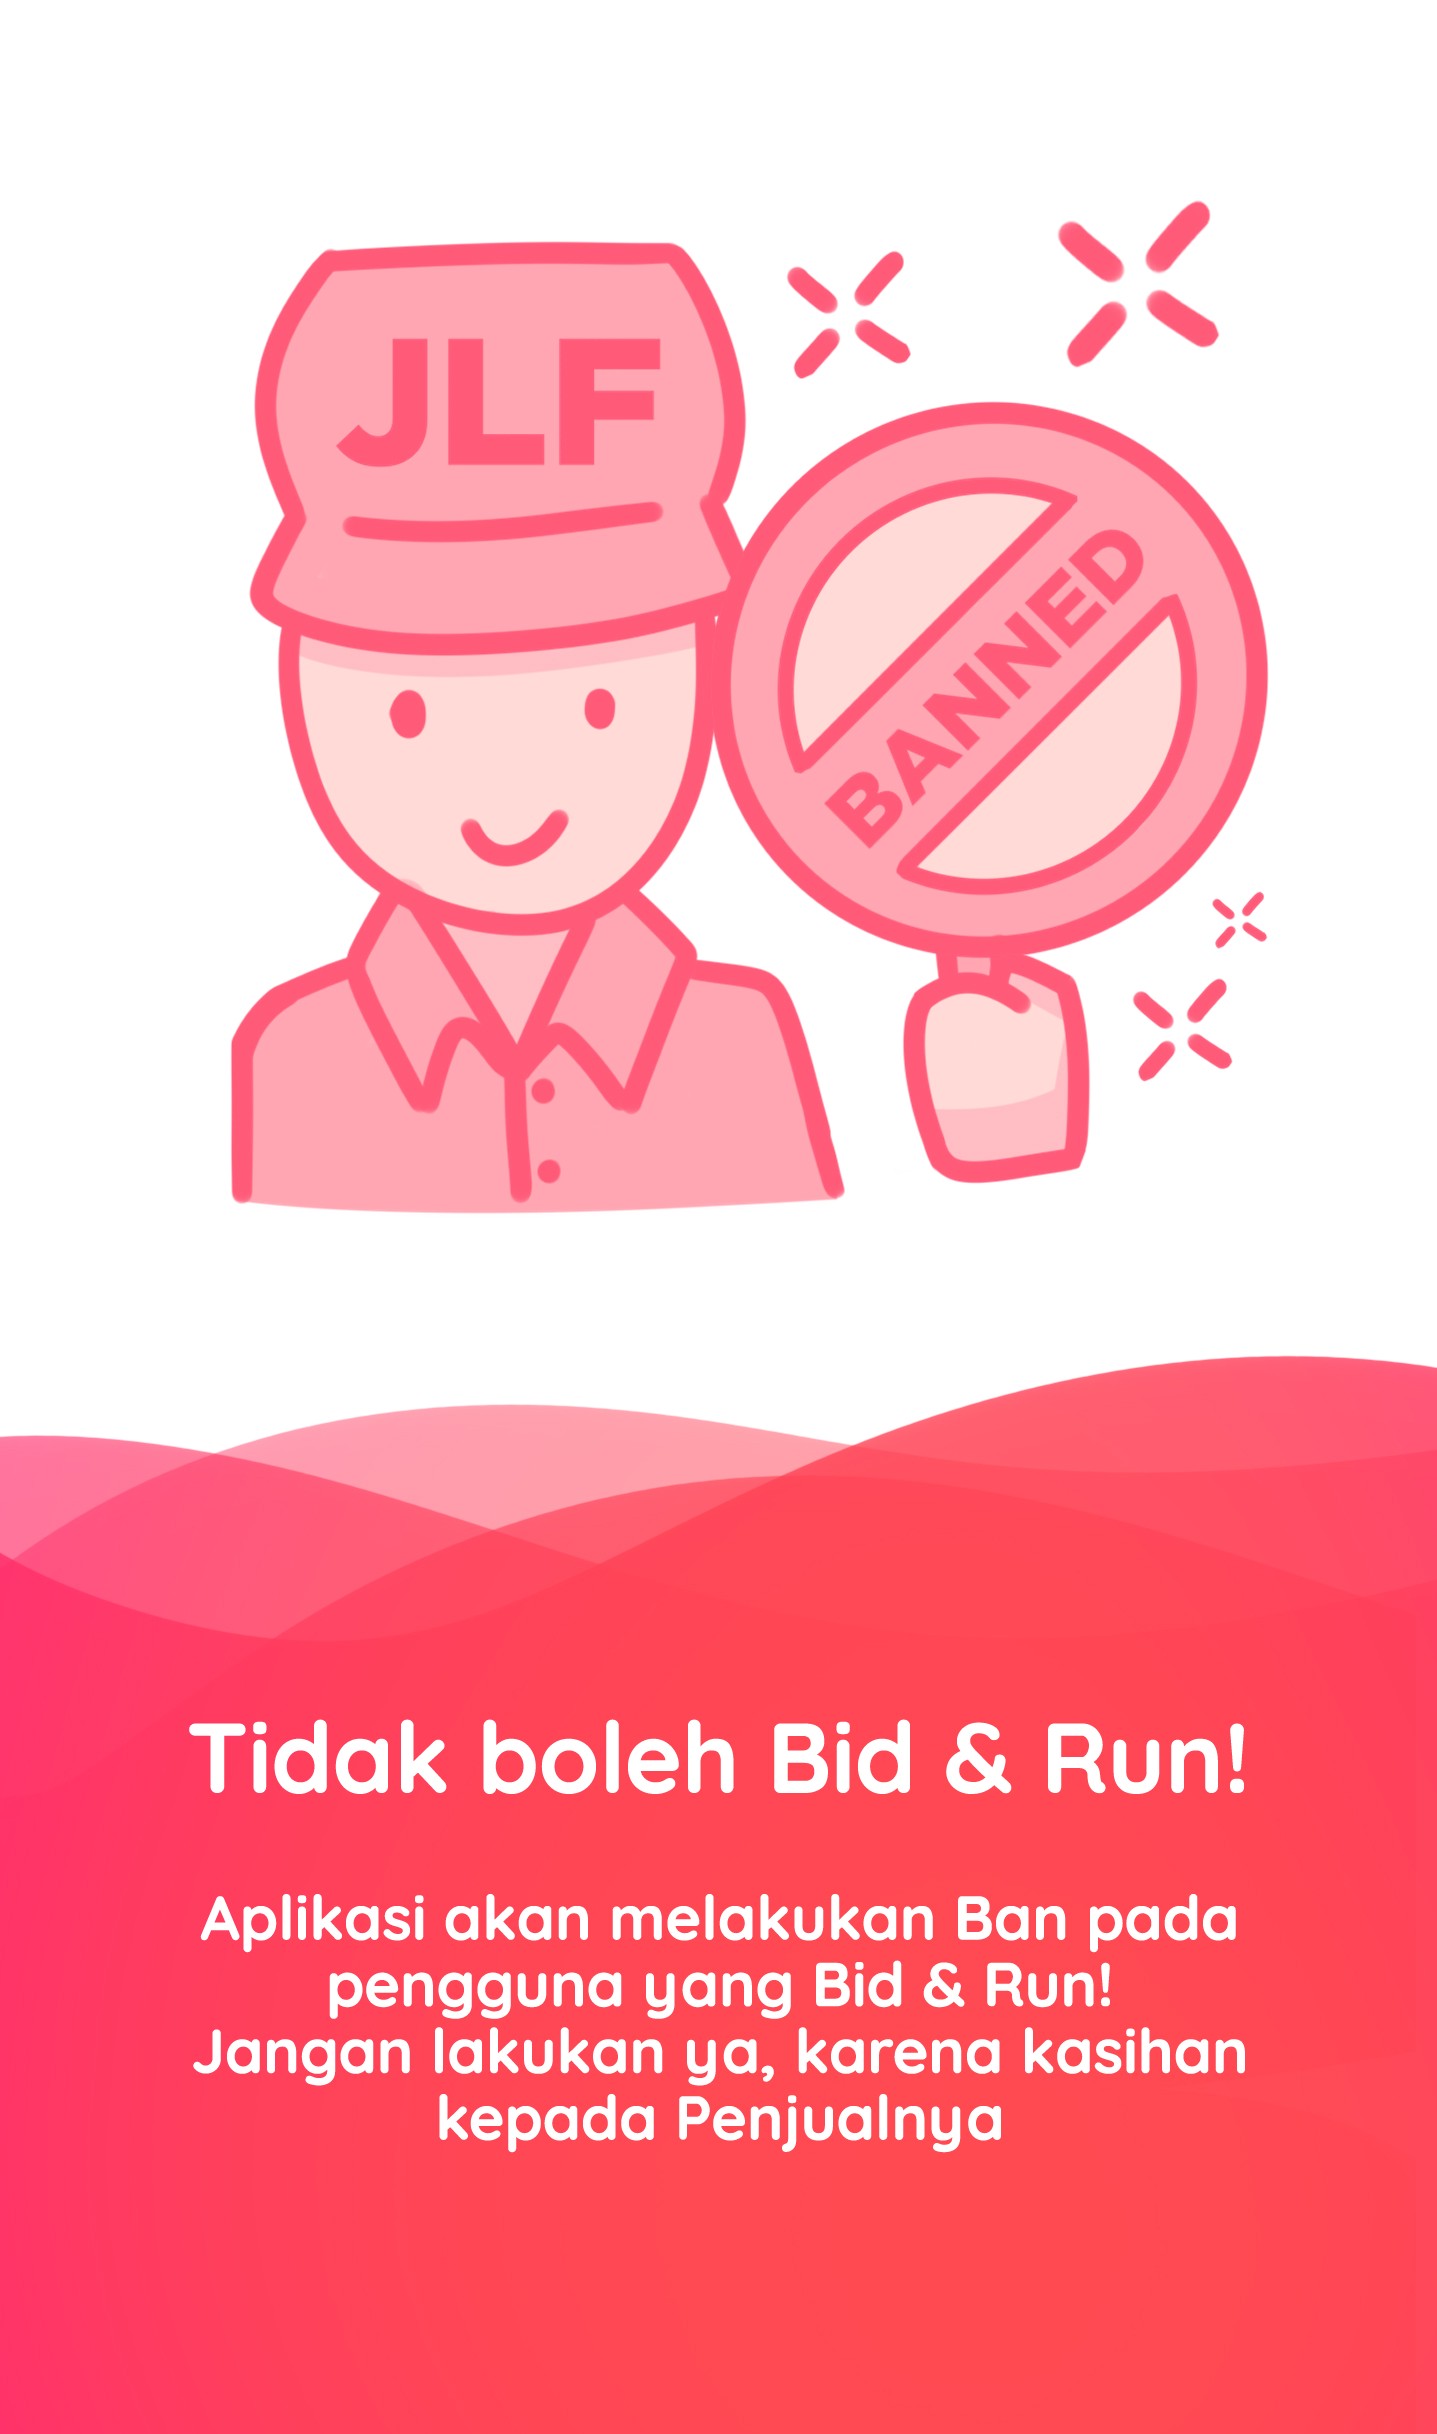 JLF
BANNED
Tidak boleh Bid & Run!
Aplikasi akan melakukan Ban pada
pengguna yang Bid & Run!
Jangan lakukan ya, karena kasihan
kepada Penjualnya